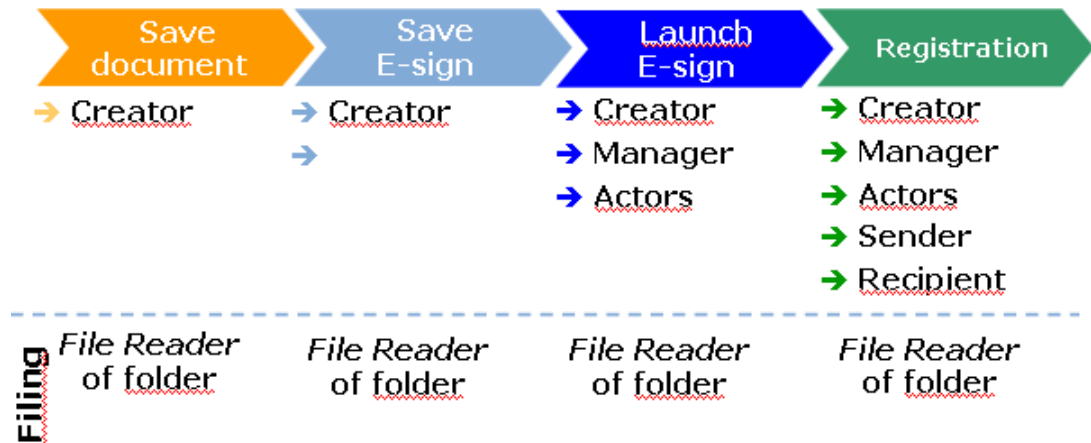 Save
document
Save
E-sign
Launch
E-sign
Registration
→ Creator
→ Creator
→
→ Creator
→ Manager
→ Actors
→ Creator
→ Manager
→ Actors
→ Sender
→ Recipient
Filing
File Reader
of folder
File Reader
of folder
File Reader
of folder
File Reader
of folder